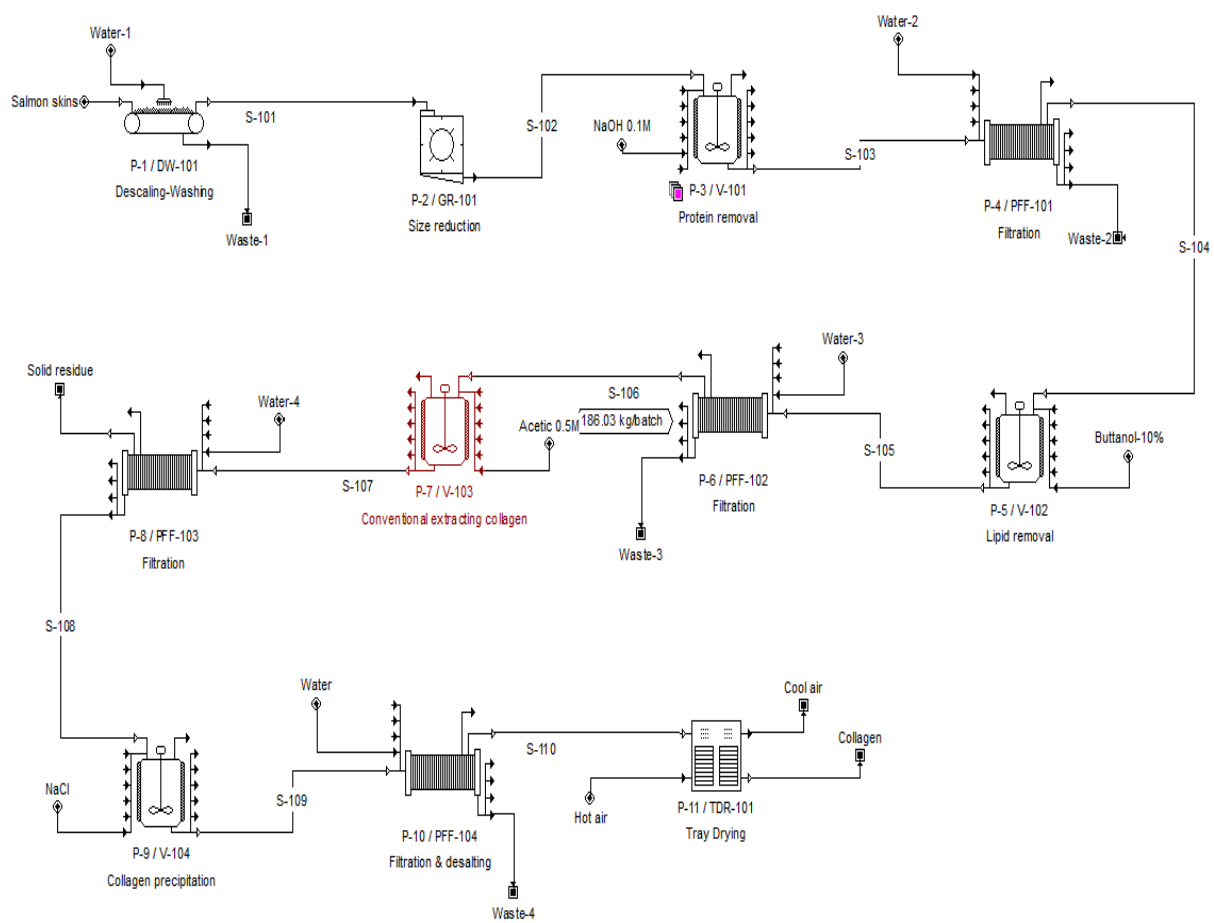 Water-1
Salmon skins
S-101
P-1 / DW-101
Descaling-Washing
Waste-1
P-2 / GR-101
Size reduction
S-102
NaOH 0.1M
P-3 / V-101
Protein removal
S-103
Water-2
P-4 / PFF-101
Filtration
Waste-2
S-104
Solid residue
Water-4
P-8 / PFF-103
Filtration
S-107
P-7 / V-103
Conventional extracting collagen
Acetic 0.5M
S-106
186.03 kg/batch
Water-3
P-6 / PFF-102
Filtration
Waste-3
S-105
Buttanol-10%
P-5 / V-102
Lipid removal
S-108
NaCl
P-9 / V-104
Collagen precipitation
S-109
Water
P-10 / PFF-104
Filtration & desalting
Waste-4
S-110
Hot air
P-11 / TDR-101
Tray Drying
Cool air
Collagen